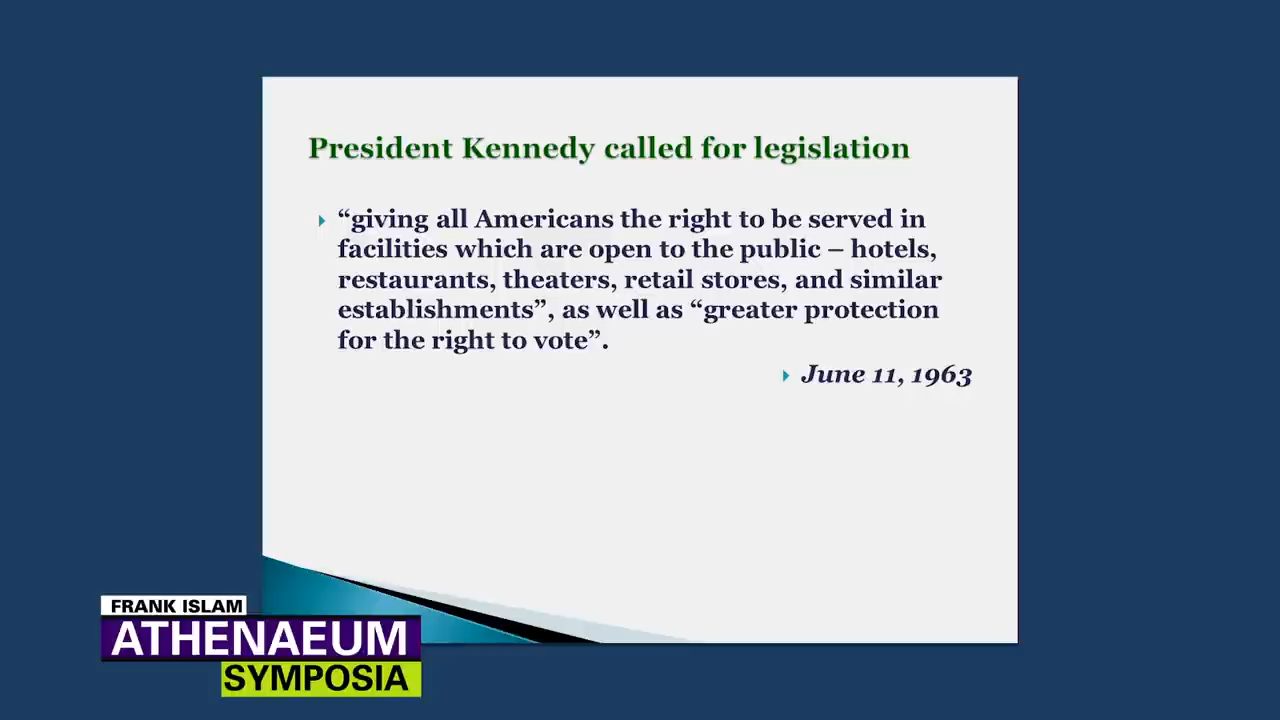 President Kennedy called for legislation
“giving all Americans the right to be served in
facilities which are open to the public – hotels,
restaurants, theaters, retail stores, and similar
establishments”, as well as “greater protection
for the right to vote”.
June 11, 1963
FRANK ISLAM
ATHENAEUM
SYMPOSIA